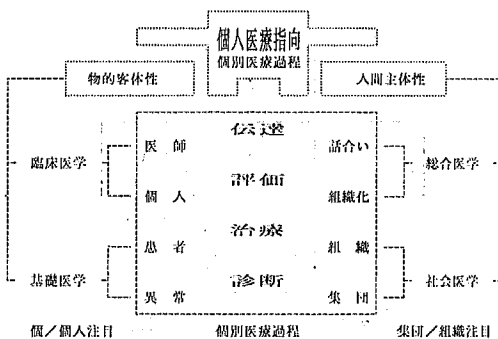 個人医療指向
個別医療過程
物的客体性
人間主体性
伝達
医師
話合い
臨床医学
総合医学
評価
個人
組織化
治療
患者
組織
基礎医学
診断
社会医学
異常
集団
個/個人注目
個別医療過程
集団/組織注目